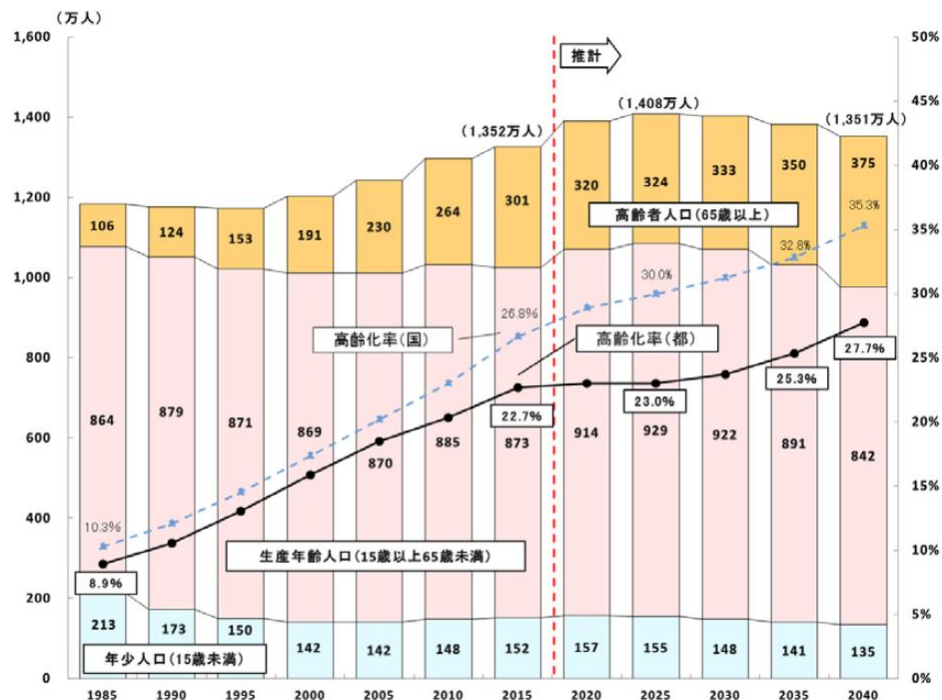 (万人)
1,600 50%
推計
45%
1,400 (1,352万人) (1,408万人) (1,351万人)
40%
106 124 153 191 230 264 301 320 324 333 350 375
1,200 高齢者人口(65歳以上) 35.3%
35%
32.8%
1,000 30.0%
30%
26.8%
高齢化率(国) 高齢化率(都)
800 27.7%
25%
25.3%
22.7% 23.0%
864 879 871 869 870 885 873 914 929 922 891 842
600
20%
15%
400
10.3%
生産年齢人口(15歳以上65歳未満)
10%
8.9%
200
5%
213 173 150 142 142 148 152 157 155 148 141 135
年少人口(15歳未満)
0 0%
1985 1990 1995 2000 2005 2010 2015 2020 2025 2030 2035 2040